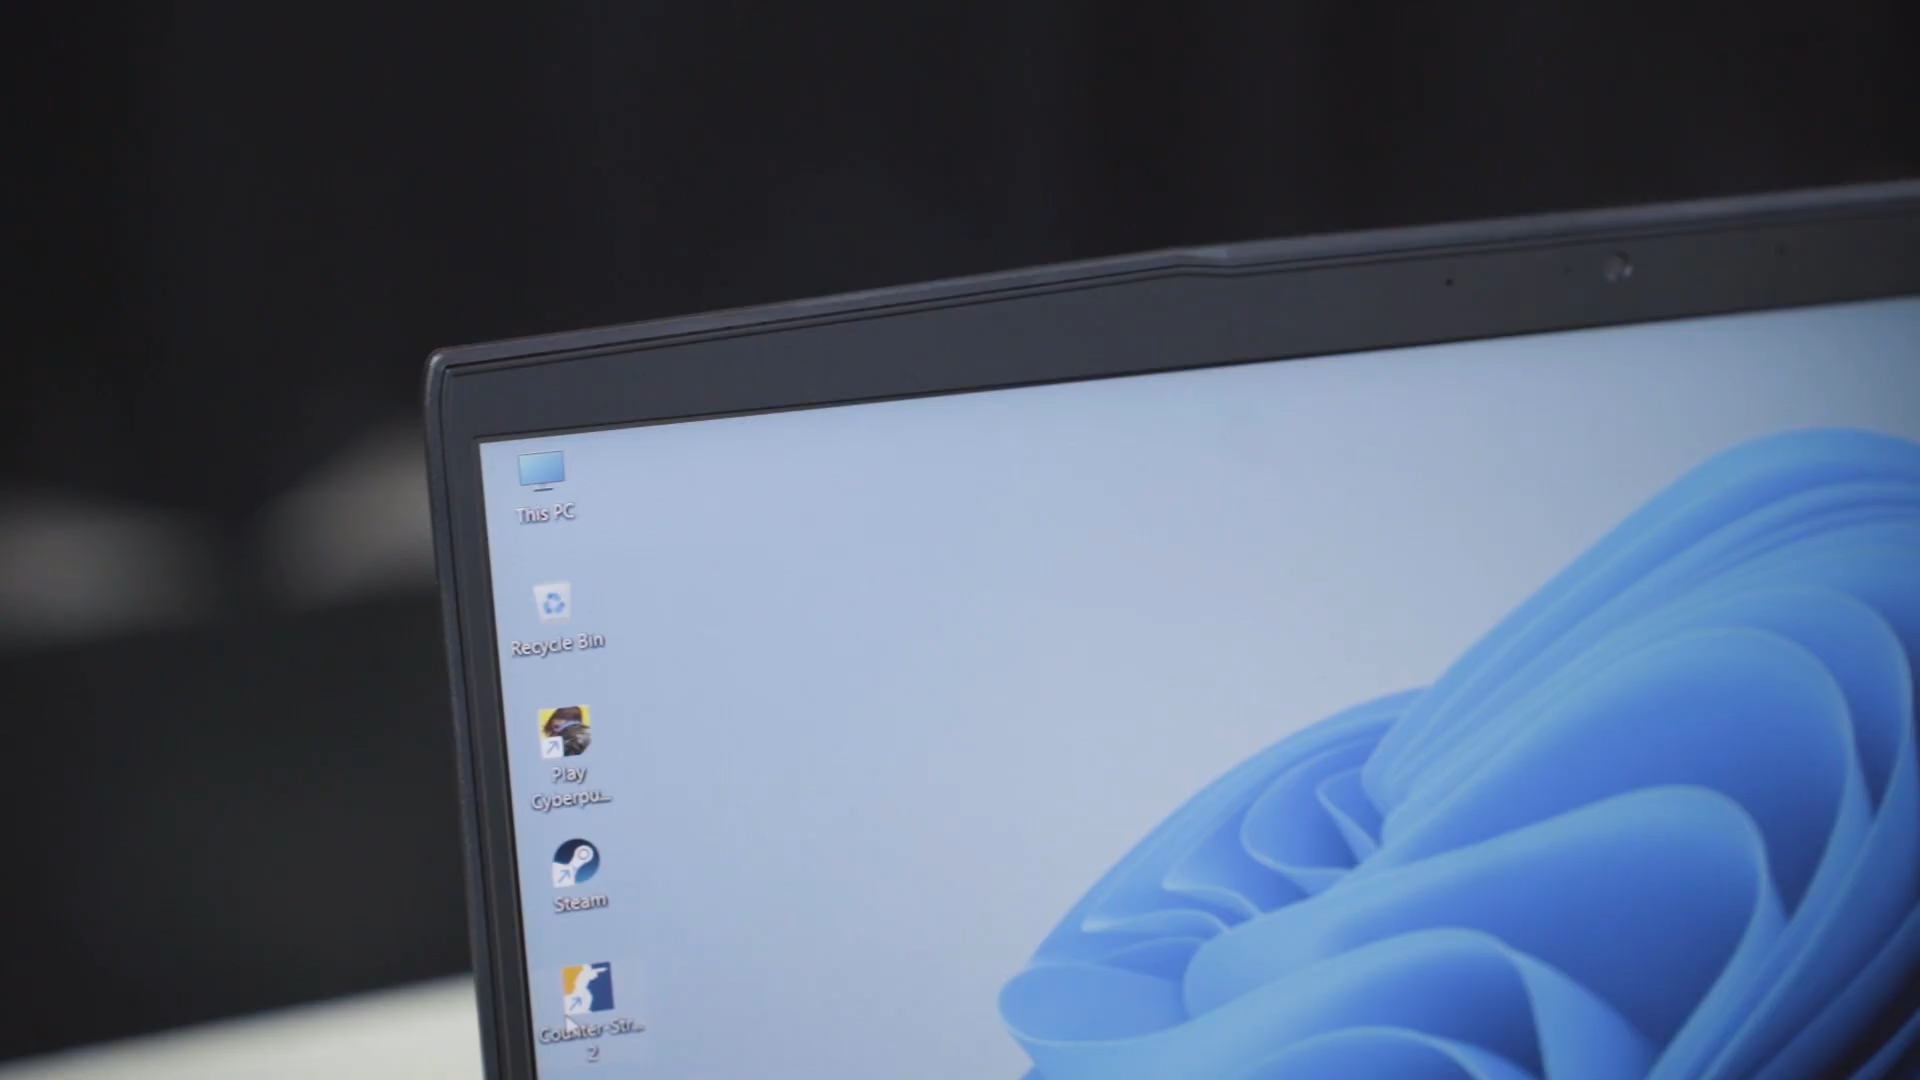 This PC
Recycle Bin
Play
Cyberpu...
Steam
Counter-Str...
2